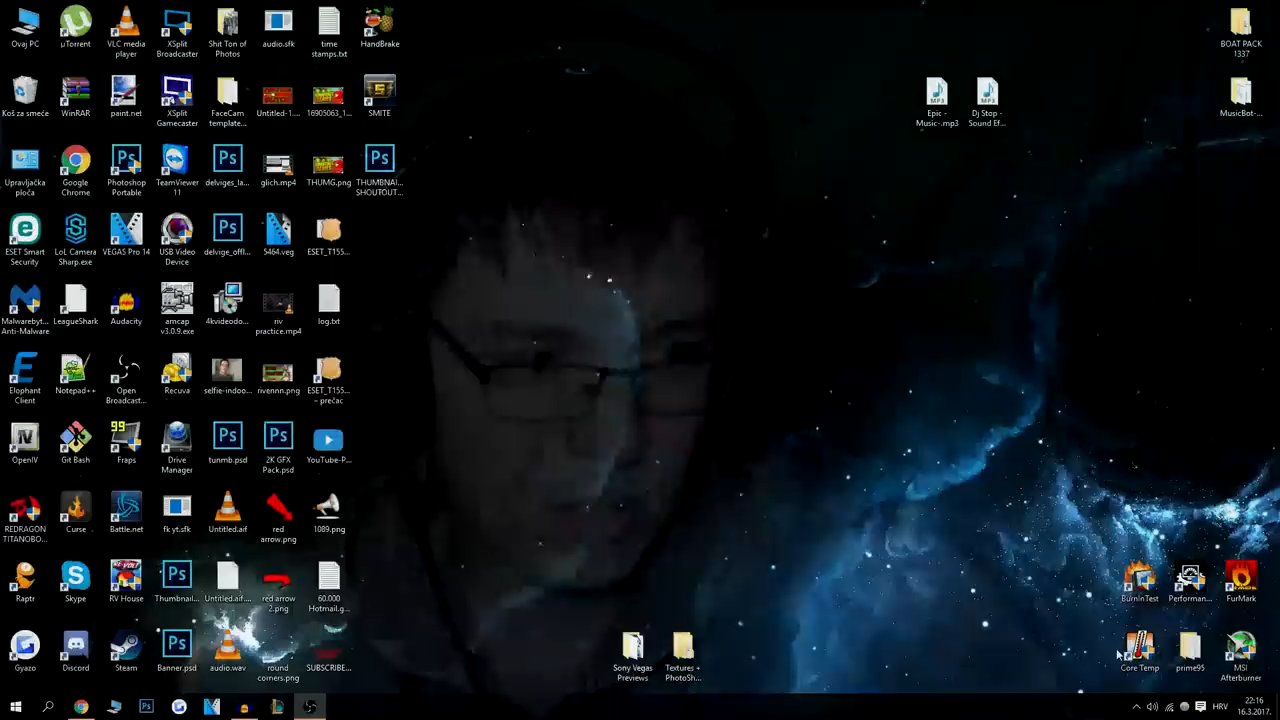 Ovaj PC
µTorrent
VLC media
player
XSplit
Broadcaster
Shit Ton of
Photos
audio.sfk
time
stamps.txt
HandBrake
BOAT PACK
1337
Koš za smeće
WinRAR
paint.net
XSplit
Gamecaster
FaceCam
template...
Untitled-1....
16905063_1...
SMITE
Epic -
Music-.mp3
Dj Stop -
Sound Ef...
MusicBot-...
Upravljačka
ploča
Google
Chrome
Photoshop
Portable
TeamViewer
11
delviges_la...
glich.mp4
THUMG.png
THUMBNAI...
SHOUTOUT...
ESET Smart
Security
LoL Camera
Sharp.exe
VEGAS Pro 14
USB Video
Device
delvige_offl...
5464.veg
ESET_T155...
Malwarebyt...
Anti-Malware
LeagueShark
Audacity
amcap
v3.0.9.exe
4kvideodo...
riv
practice.mp4
log.txt
Elophant
Client
Notepad++
Open
Broadcast...
Recuva
selfie-indoo...
rivennn.png
ESET_T155...
– prečac
OpenIV
Git Bash
99
Fraps
Drive
Manager
tunmb.psd
2K GFX
Pack.psd
YouTube-P...
REDRAGON
TITANOBO...
Curse
Battle.net
fk yt.sfk
Untitled.aif
red
arrow.png
1089.png
Raptr
Skype
RV House
Thumbnail...
Untitled.aif....
red arrow
2.png
60.000
Hotmail.g...
BurnInTest
Performan...
FurMark
Gyazo
Discord
Steam
Banner.psd
audio.wav
round
corners.png
SUBSCRIBE...
Sony Vegas
Previews
Textures +
PhotoSh...
Core Temp
prime95
MSI
Afterburner
HRV
22:16
16.3.2017.